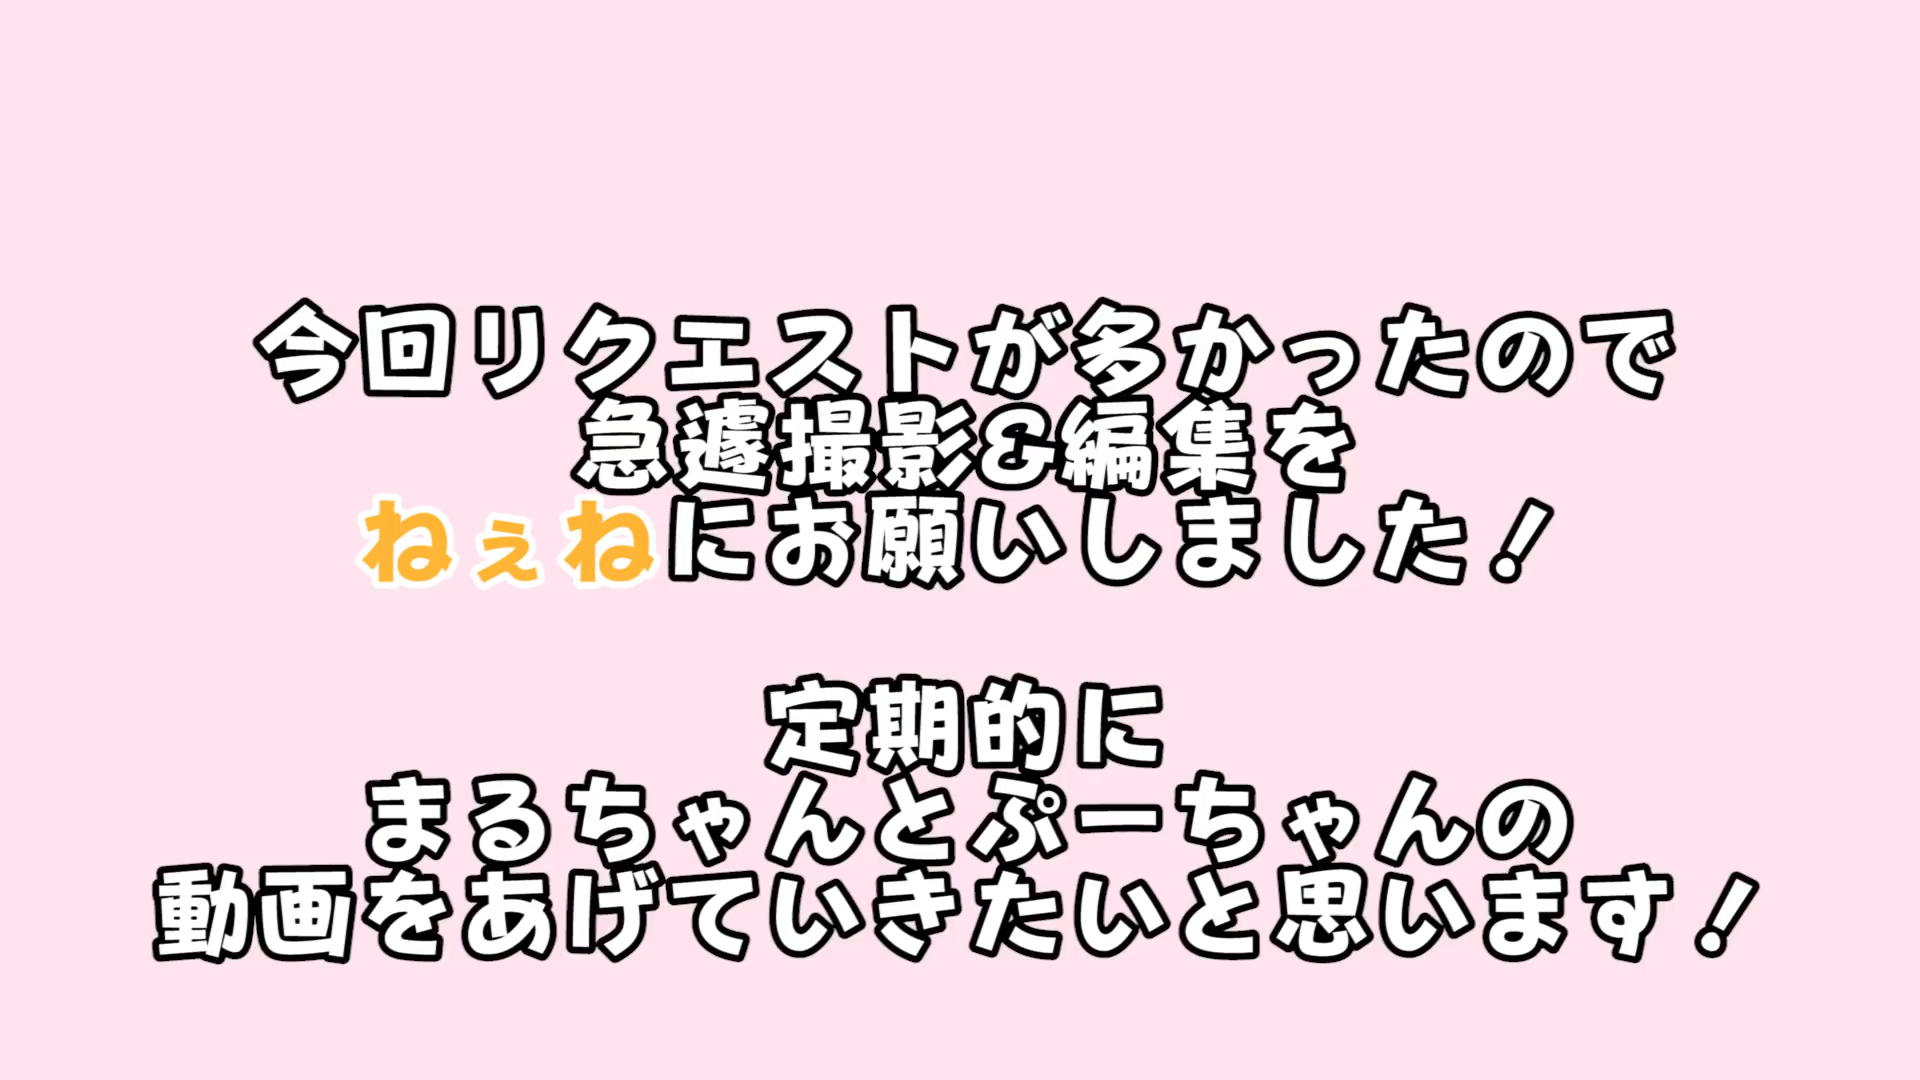 今回リクエストが多かったので
急遽撮影&編集を
ねぇねにお願いしました！
定期的に
まるちゃんとぷーちゃんの
動画をあげていきたいと思います！